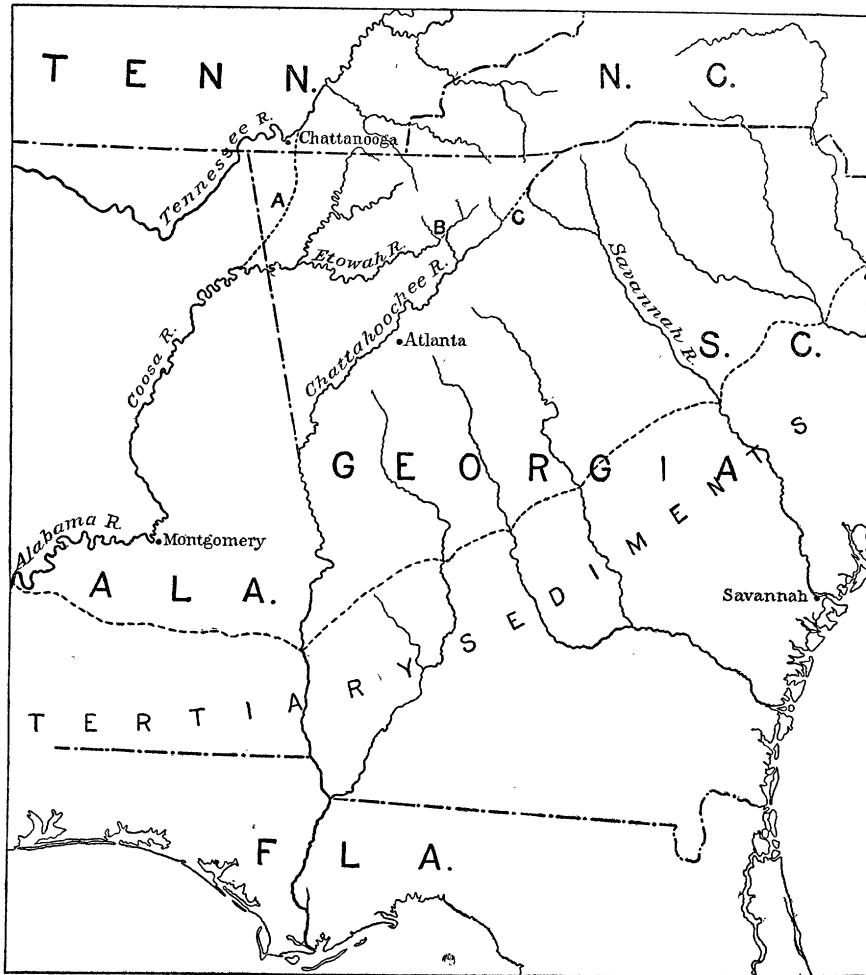 TENN.
N. C.
Tennessee R.
Chattanooga
A
B
C
Etowah R.
Chattahoochee R.
Savannah R.
Coosa R.
Atlanta
S. C.
GEORGIA
Alabama R.
Montgomery
ALA.
Savannah
TERTIARY SEDIMENTS
FLA.